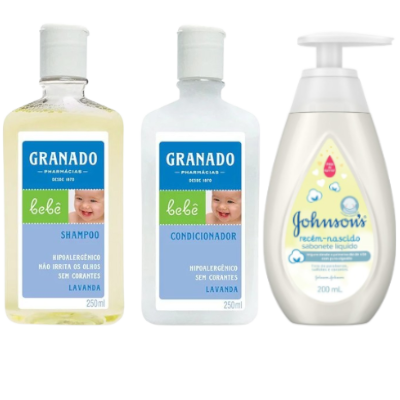 GRANADO
PHARMÁCIAS
DESDE 1870
bebê
SHAMPOO
HIPOALERGÊNICO
NÃO IRRITA OS OLHOS
SEM CORANTES
LAVANDA
250ml
GRANADO
PHARMÁCIAS
DESDE 1870
bebê
CONDICIONADOR
HIPOALERGÊNICO
SEM CORANTES
LAVANDA
250ml
Johnson's
recém-nascido
sabonete líquido
200 mL